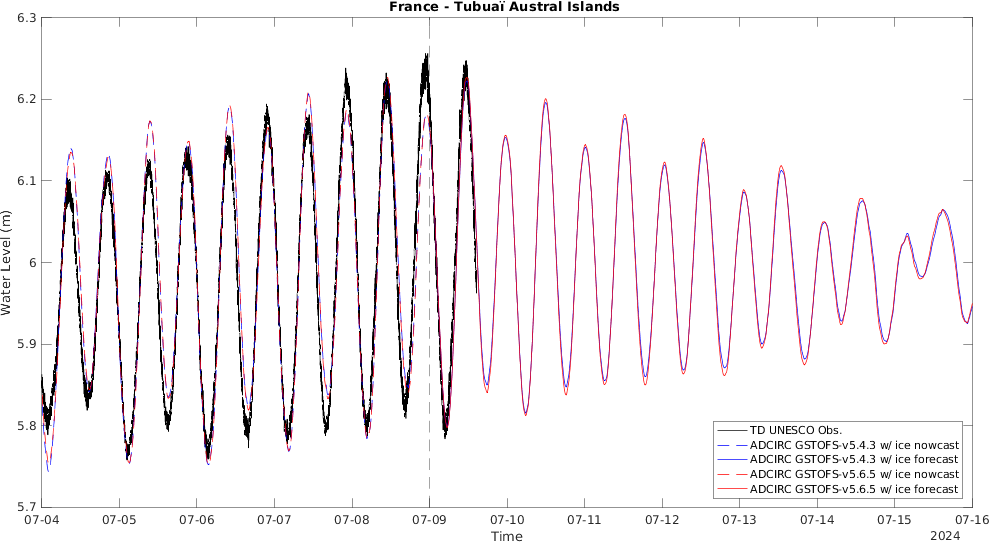 France - Tubuaï Austral Islands
6.3
6.2
6.1
6
5.9
5.8
5.7
Water Level (m)
07-04 07-05 07-06 07-07 07-08 07-09 07-10 07-11 07-12 07-13 07-14 07-15 07-16
Time
2024
TD UNESCO Obs.
ADCIRC GSTOFS-v5.4.3 w/ ice nowcast
ADCIRC GSTOFS-v5.4.3 w/ ice forecast
ADCIRC GSTOFS-v5.6.5 w/ ice nowcast
ADCIRC GSTOFS-v5.6.5 w/ ice forecast